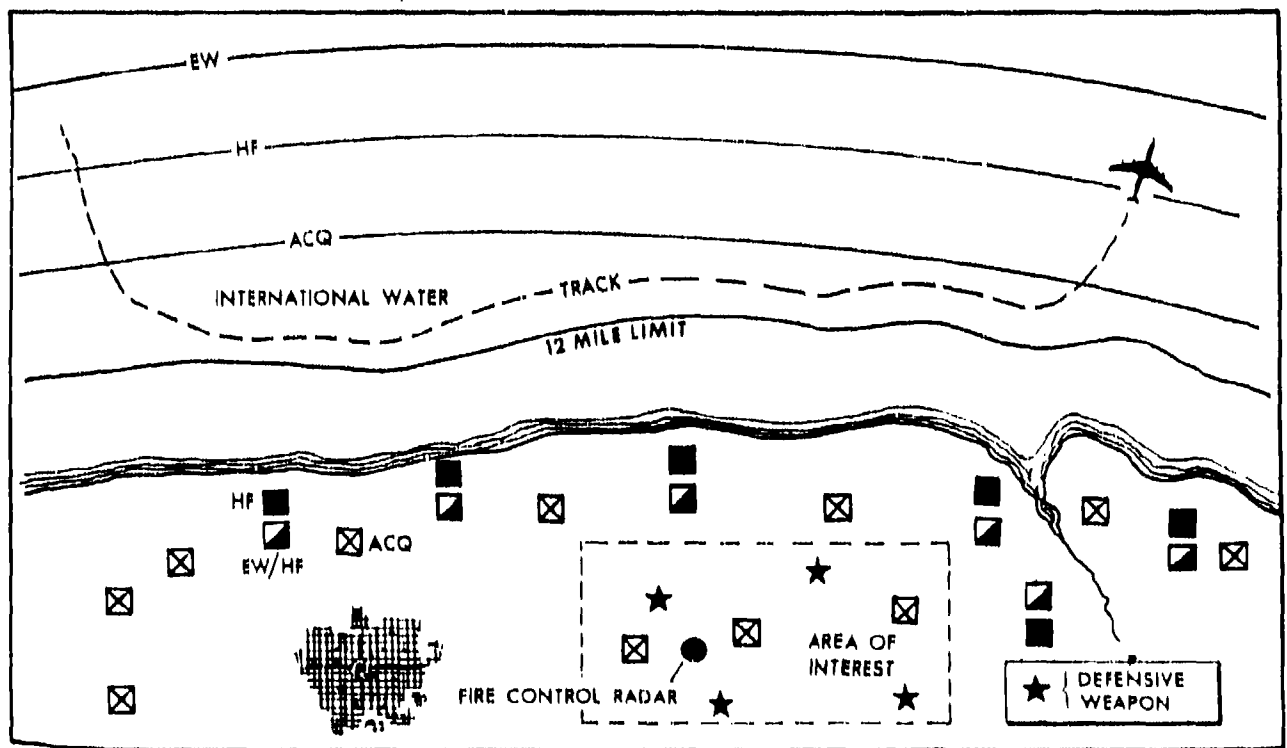 EW
HF
ACQ
INTERNATIONAL WATER
TRACK
12 MILE LIMIT
HF
ACQ
EW/HF
AREA OF
INTEREST
FIRE CONTROL RADAR
DEFENSIVE
WEAPON